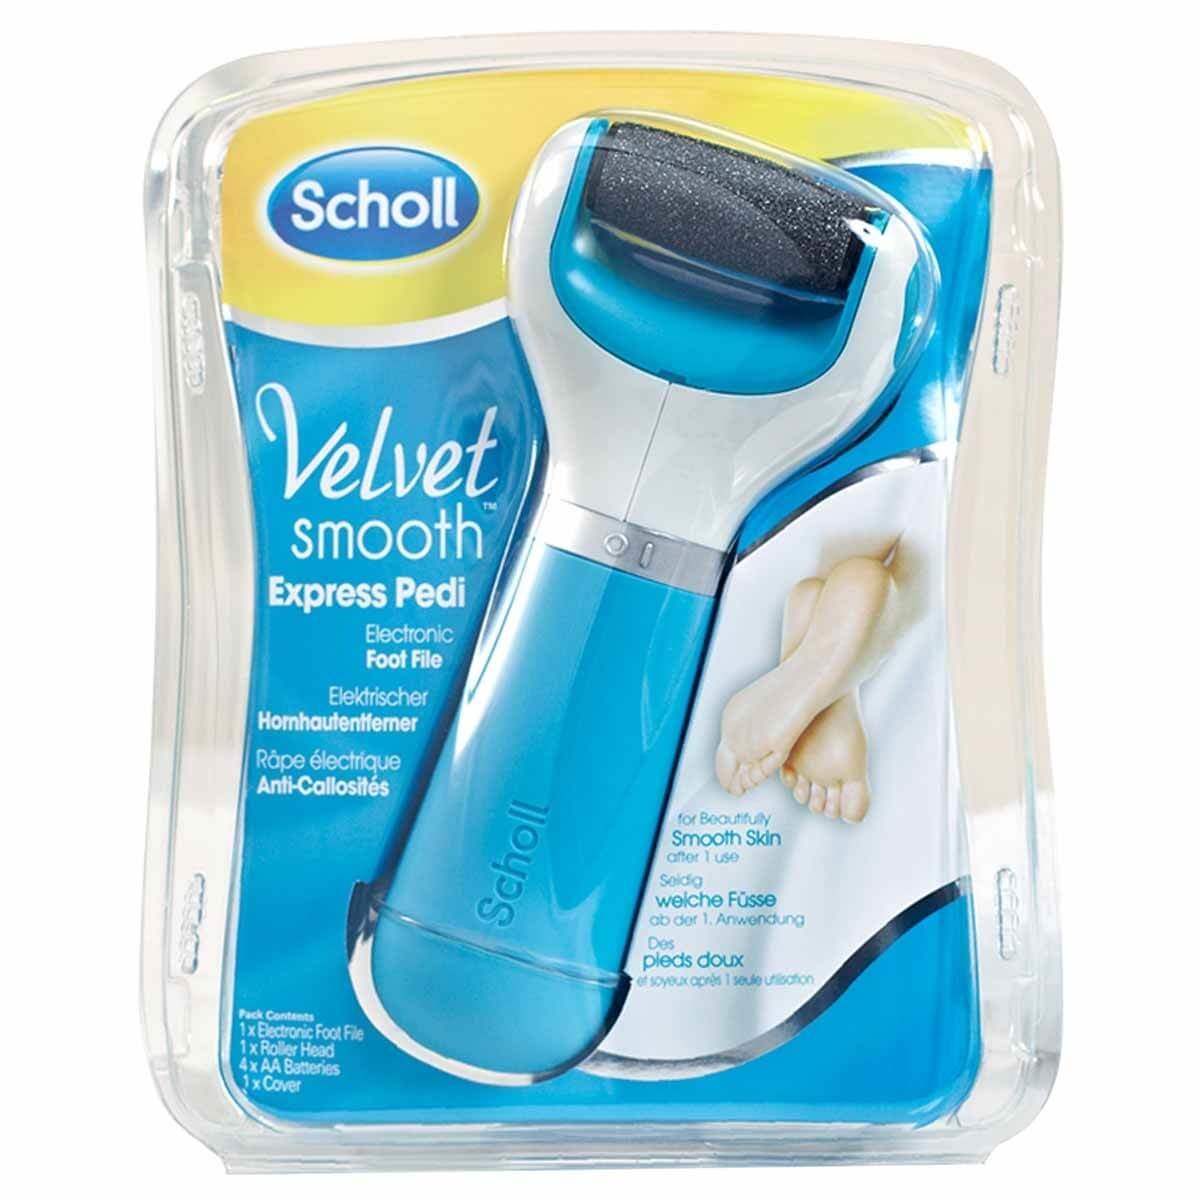 Scholl
Velvet™
smooth
Express Pedi
Electronic
Foot File
Elektrischer
Hornhautentferner
Râpe électrique
Anti-Callosités
Scholl
for Beautifully
Smooth Skin
after 1 use
Seidig
weiche Füsse
ab der 1. Anwendung
Des
pieds doux
et soyeux après 1 seule utilisation
Pack Contents
1 x Electronic Foot File
1 x Roller Head
4 x AA Batteries
1 x Cover